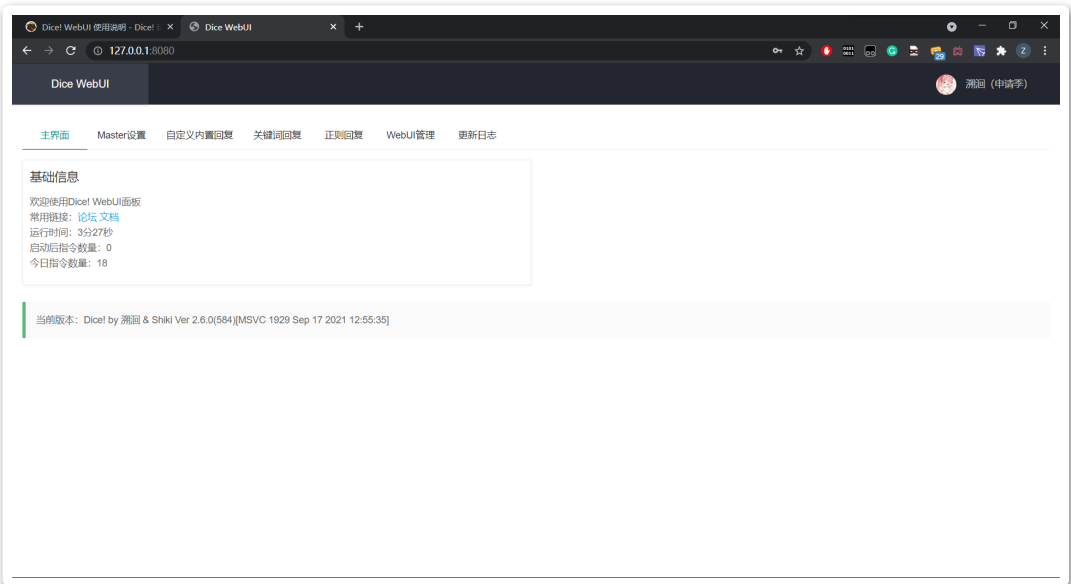 Dice! WebUI 使用说明 - Dice!
Dice WebUI
127.0.0.1:8080
29
Z
Dice WebUI
溯洄（申请季）
主界面 Master设置 自定义内置回复 关键词回复 正则回复 WebUI管理 更新日志
基础信息
欢迎使用Dice! WebUI面板
常用链接：论坛 文档
运行时间：3分27秒
启动后指令数量：0
今日指令数量：18
当前版本：Dice! by 溯洄 & Shiki Ver 2.6.0(584)[MSVC 1929 Sep 17 2021 12:55:35]